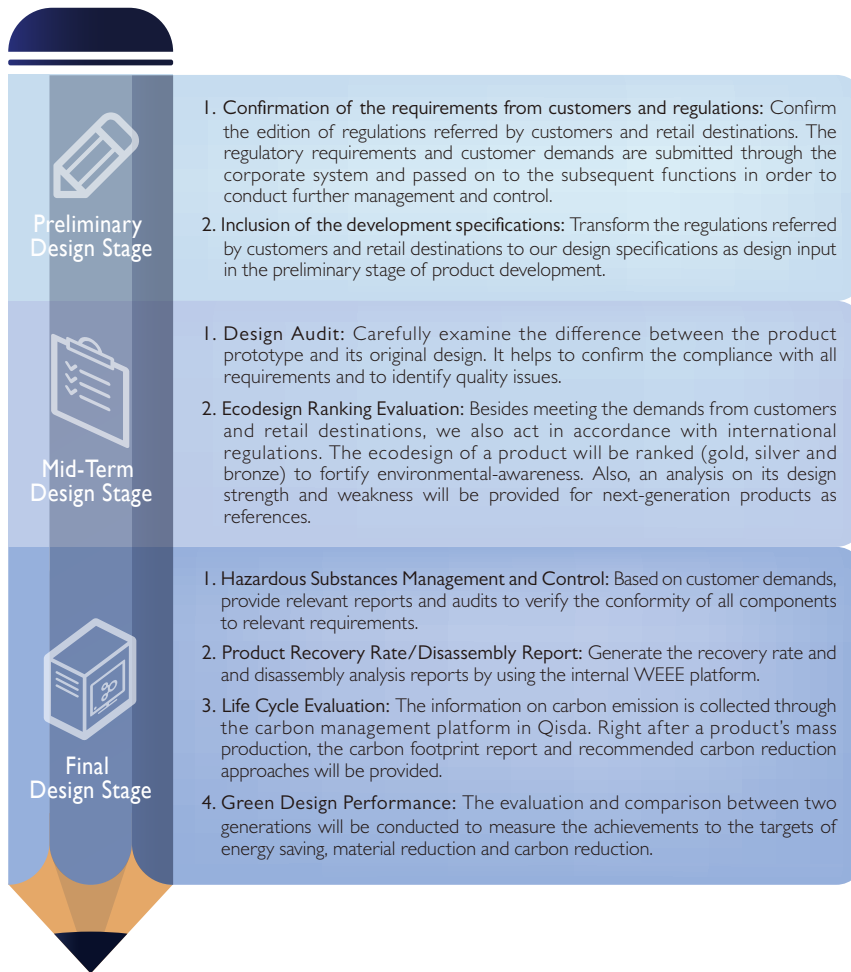 Preliminary
Design Stage
1. Confirmation of the requirements from customers and regulations: Confirm
the edition of regulations referred by customers and retail destinations. The
regulatory requirements and customer demands are submitted through the
corporate system and passed on to the subsequent functions in order to
conduct further management and control.
2. Inclusion of the development specifications: Transform the regulations referred
by customers and retail destinations to our design specifications as design input
in the preliminary stage of product development.
Mid-Term
Design Stage
1. Design Audit: Carefully examine the difference between the product
prototype and its original design. It helps to confirm the compliance with all
requirements and to identify quality issues.
2. Ecodesign Ranking Evaluation: Besides meeting the demands from customers
and retail destinations, we also act in accordance with international
regulations. The ecodesign of a product will be ranked (gold, silver and
bronze) to fortify environmental-awareness. Also, an analysis on its design
strength and weakness will be provided for next-generation products as
references.
Final
Design Stage
1. Hazardous Substances Management and Control: Based on customer demands,
provide relevant reports and audits to verify the conformity of all components
to relevant requirements.
2. Product Recovery Rate/Disassembly Report: Generate the recovery rate and
and disassembly analysis reports by using the internal WEEE platform.
3. Life Cycle Evaluation: The information on carbon emission is collected through
the carbon management platform in Qisda. Right after a product's mass
production, the carbon footprint report and recommended carbon reduction
approaches will be provided.
4. Green Design Performance: The evaluation and comparison between two
generations will be conducted to measure the achievements to the targets of
energy saving, material reduction and carbon reduction.